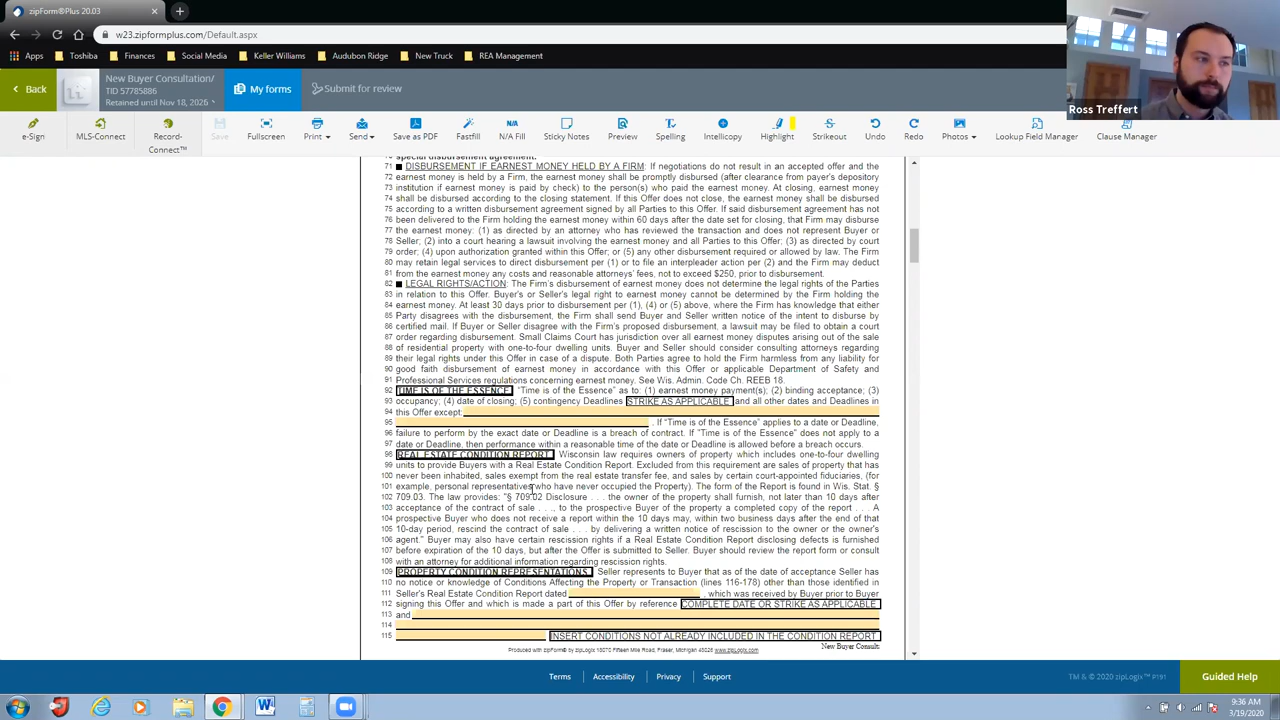 zipForm®Plus 20.03
w23.zipformplus.com/Default.aspx
Apps Toshiba Finances Social Media Keller Williams Audubon Ridge New Truck REA Management
Back
New Buyer Consultation/
TID 57785886
Retained until Nov 18, 2026
My forms
Submit for review
Ross Treffert
e-Sign MLS-Connect Record-Connect™ Save Fullscreen Print Send Save as PDF Fastfill N/A Fill Sticky Notes Preview Spelling Intellicopy Highlight Strikeout Undo Redo Photos Lookup Field Manager Clause Manager
special disbursement agreement.
71 ■ DISBURSEMENT IF EARNEST MONEY HELD BY A FIRM: If negotiations do not result in an accepted offer and the
72 earnest money is held by a Firm, the earnest money shall be promptly disbursed (after clearance from payer's depository
73 institution if earnest money is paid by check) to the person(s) who paid the earnest money. At closing, earnest money
74 shall be disbursed according to the closing statement. If this Offer does not close, the earnest money shall be disbursed
75 according to a written disbursement agreement signed by all Parties to this Offer. If said disbursement agreement has not
76 been delivered to the Firm holding the earnest money within 60 days after the date set for closing, that Firm may disburse
77 the earnest money: (1) as directed by an attorney who has reviewed the transaction and does not represent Buyer or
78 Seller; (2) into a court hearing a lawsuit involving the earnest money and all Parties to this Offer; (3) as directed by court
79 order; (4) upon authorization granted within this Offer; or (5) any other disbursement required or allowed by law. The Firm
80 may retain legal services to direct disbursement per (1) or to file an interpleader action per (2) and the Firm may deduct
81 from the earnest money any costs and reasonable attorneys' fees, not to exceed $250, prior to disbursement.
82 ■ LEGAL RIGHTS/ACTION: The Firm's disbursement of earnest money does not determine the legal rights of the Parties
83 in relation to this Offer. Buyer's or Seller's legal right to earnest money cannot be determined by the Firm holding the
84 earnest money. At least 30 days prior to disbursement per (1), (4) or (5) above, where the Firm has knowledge that either
85 Party disagrees with the disbursement, the Firm shall send Buyer and Seller written notice of the intent to disburse by
86 certified mail. If Buyer or Seller disagree with the Firm's proposed disbursement, a lawsuit may be filed to obtain a court
87 order regarding disbursement. Small Claims Court has jurisdiction over all earnest money disputes arising out of the sale
88 of residential property with one-to-four dwelling units. Buyer and Seller should consider consulting attorneys regarding
89 their legal rights under this Offer in case of a dispute. Both Parties agree to hold the Firm harmless from any liability for
90 good faith disbursement of earnest money in accordance with this Offer or applicable Department of Safety and
91 Professional Services regulations concerning earnest money. See Wis. Admin. Code Ch. REEB 18.
92 TIME IS OF THE ESSENCE "Time is of the Essence" as to: (1) earnest money payment(s); (2) binding acceptance; (3)
93 occupancy; (4) date of closing; (5) contingency Deadlines STRIKE AS APPLICABLE and all other dates and Deadlines in
94 this Offer except:
95 . If "Time is of the Essence" applies to a date or Deadline,
96 failure to perform by the exact date or Deadline is a breach of contract. If "Time is of the Essence" does not apply to a
97 date or Deadline, then performance within a reasonable time of the date or Deadline is allowed before a breach occurs.
98 REAL ESTATE CONDITION REPORT Wisconsin law requires owners of property which includes one-to-four dwelling
99 units to provide Buyers with a Real Estate Condition Report. Excluded from this requirement are sales of property that has
100 never been inhabited, sales exempt from the real estate transfer fee, and sales by certain court-appointed fiduciaries, (for
101 example, personal representatives who have never occupied the Property). The form of the Report is found in Wis. Stat. §
102 709.03. The law provides: "§ 709.02 Disclosure . . . the owner of the property shall furnish, not later than 10 days after
103 acceptance of the contract of sale . . ., to the prospective Buyer of the property a completed copy of the report . . . A
104 prospective Buyer who does not receive a report within the 10 days may, within two business days after the end of that
105 10-day period, rescind the contract of sale . . . by delivering a written notice of rescission to the owner or the owner's
106 agent." Buyer may also have certain rescission rights if a Real Estate Condition Report disclosing defects is furnished
107 before expiration of the 10 days, but after the Offer is submitted to Seller. Buyer should review the report form or consult
108 with an attorney for additional information regarding rescission rights.
109 PROPERTY CONDITION REPRESENTATIONS Seller represents to Buyer that as of the date of acceptance Seller has
110 no notice or knowledge of Conditions Affecting the Property or Transaction (lines 116-178) other than those identified in
111 Seller's Real Estate Condition Report dated , which was received by Buyer prior to Buyer
112 signing this Offer and which is made a part of this Offer by reference COMPLETE DATE OR STRIKE AS APPLICABLE
113 and
114
115 INSERT CONDITIONS NOT ALREADY INCLUDED IN THE CONDITION REPORT
Produced with zipForm® by zipLogix 18070 Fifteen Mile Road, Fraser, Michigan 48026 www.zipLogix.com New Buyer Consult:
Terms Accessibility Privacy Support
TM & © 2020 zipLogix™ P191
Guided Help
9:36 AM
3/19/2020